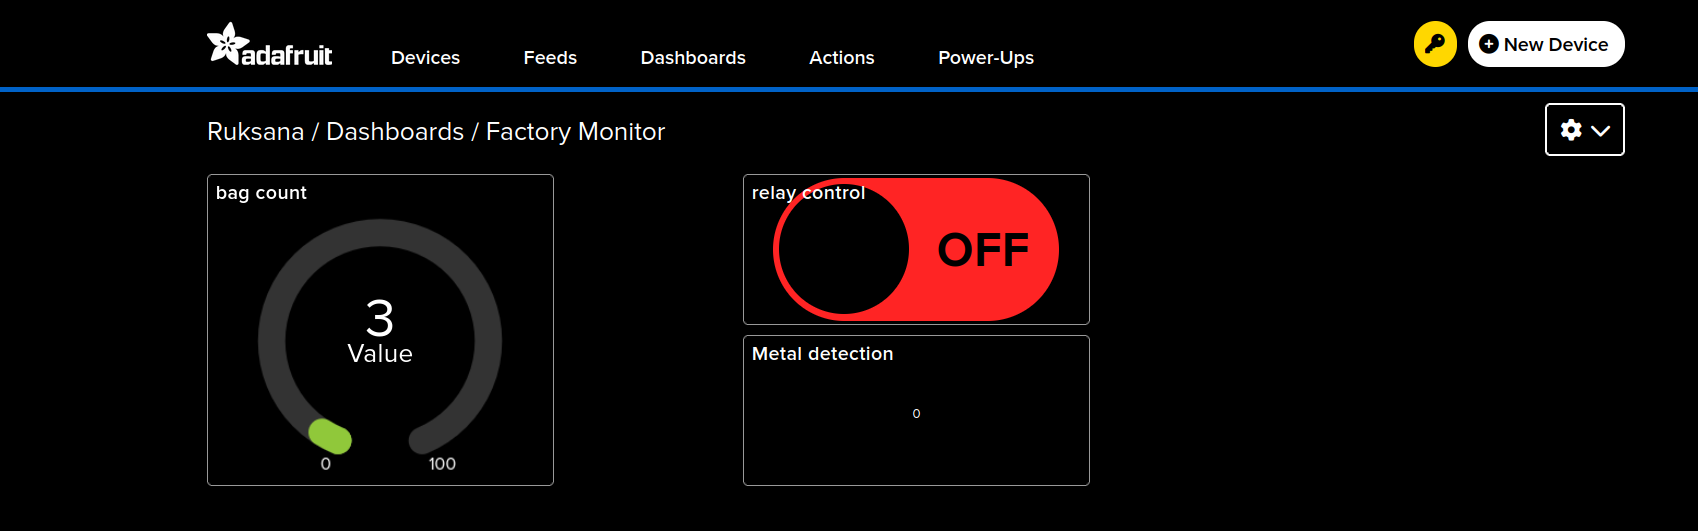 adafruit
Devices Feeds Dashboards Actions Power-Ups
New Device
Ruksana / Dashboards / Factory Monitor
bag count
3
Value
0 100
relay control
OFF
Metal detection
0